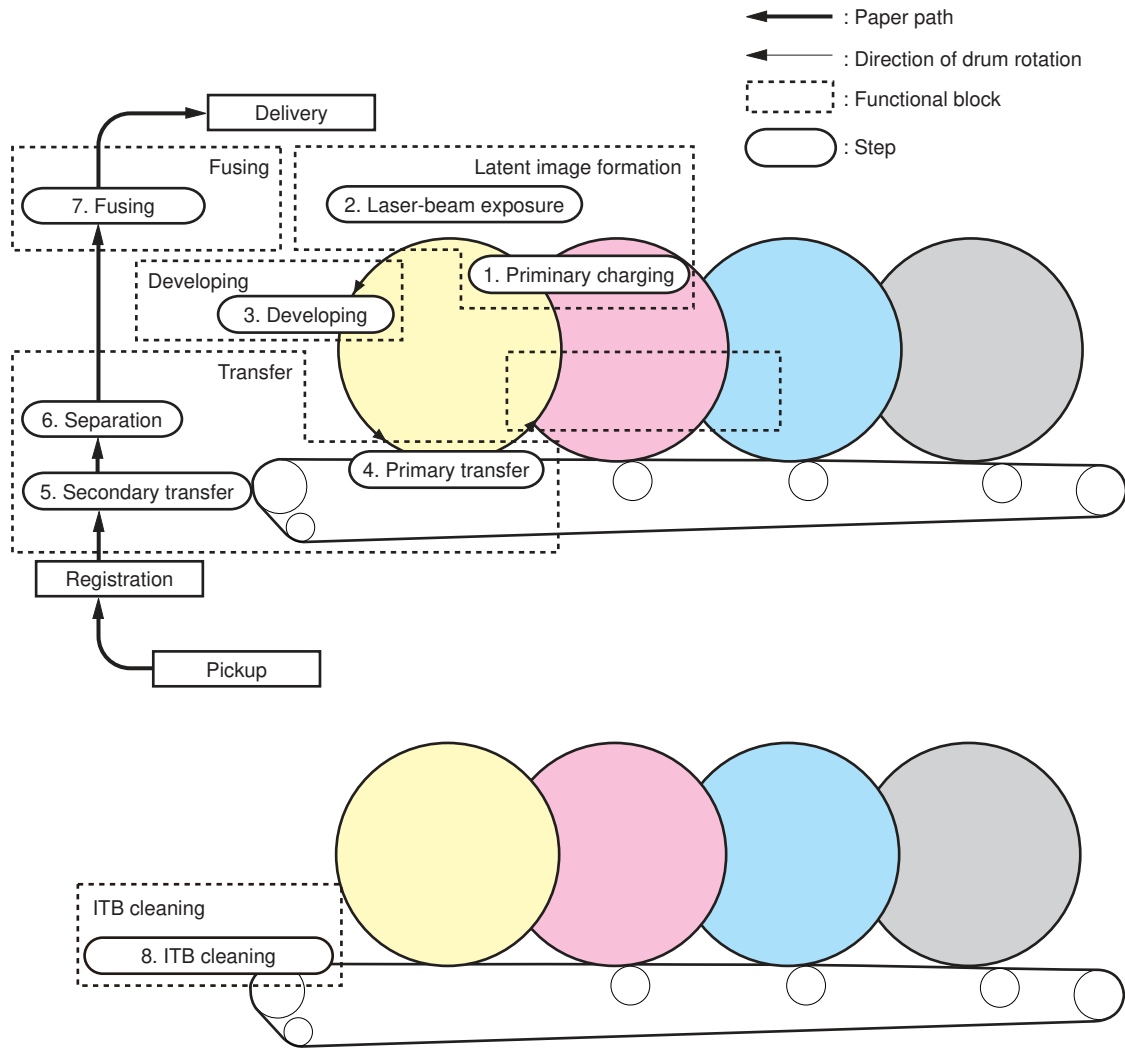 : Paper path
: Direction of drum rotation
: Functional block
: Step
Delivery
Fusing
7. Fusing
Latent image formation
2. Laser-beam exposure
1. Priminary charging
Developing
3. Developing
Transfer
6. Separation
4. Primary transfer
5. Secondary transfer
Registration
Pickup
ITB cleaning
8. ITB cleaning